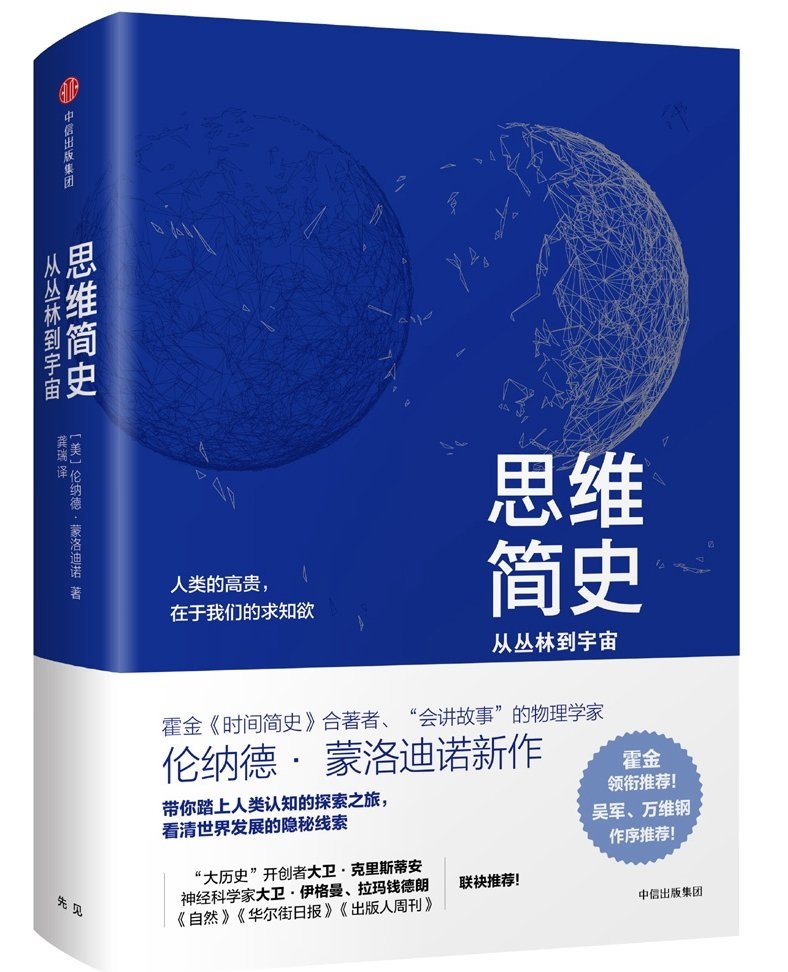 中信出版集团
思维简史
从丛林到宇宙
[美] 伦纳德·蒙洛迪诺 著
龚瑞 译
先见
人类的高贵，
在于我们的求知欲
思维
简史
从丛林到宇宙
霍金《时间简史》合著者、“会讲故事”的物理学家
伦纳德·蒙洛迪诺新作
带你踏上人类认知的探索之旅，
看清世界发展的隐秘线索
霍金
领衔推荐！
吴军、万维钢
作序推荐！
“大历史”开创者大卫·克里斯蒂安
神经科学家大卫·伊格曼、拉玛钱德朗
《自然》《华尔街日报》《出版人周刊》
联袂推荐！
中信出版集团